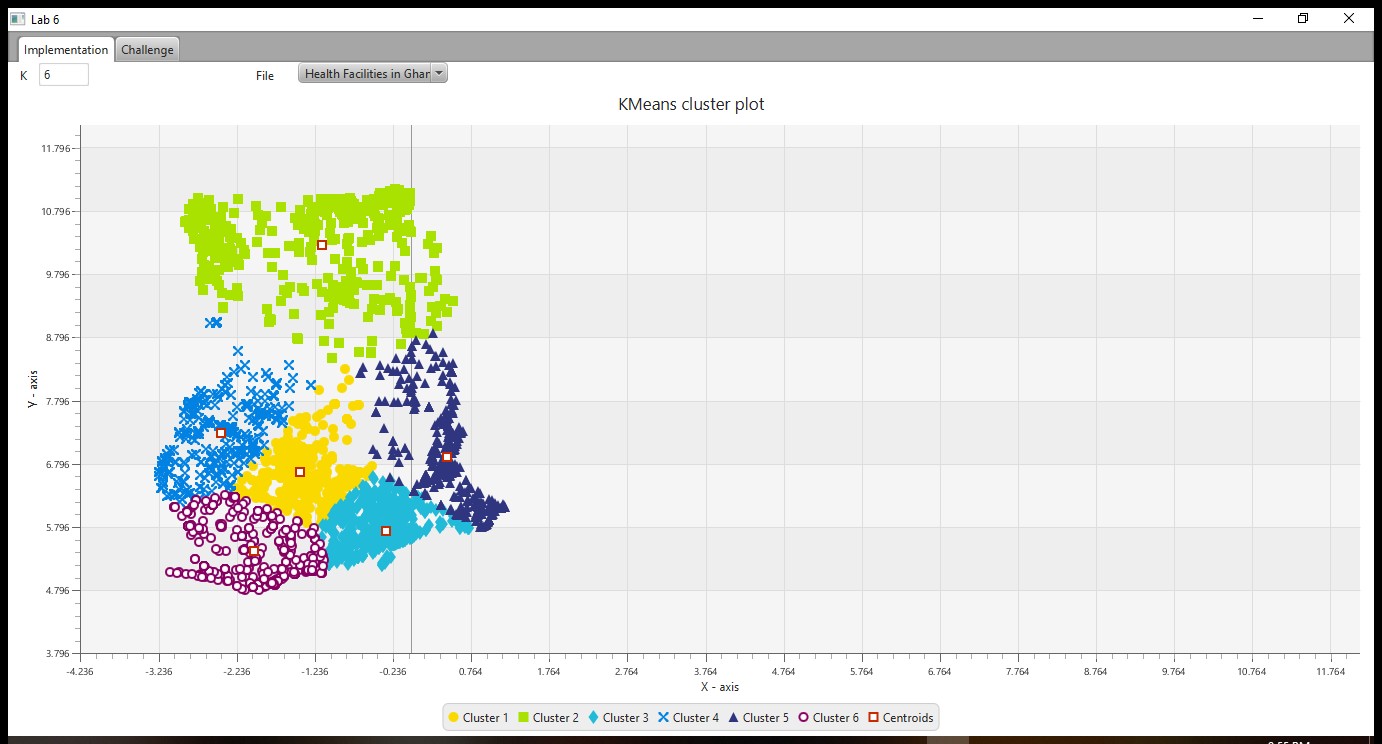 Lab 6
Implementation Challenge
K 6 File Health Facilities in Ghar
KMeans cluster plot
11.796
10.796
9.796
8.796
7.796
6.796
5.796
4.796
3.796
Y - axis
-4.236 -3.236 -2.236 -1.236 -0.236 0.764 1.764 2.764 3.764 4.764 5.764 6.764 7.764 8.764 9.764 10.764 11.764
X - axis
Cluster 1 Cluster 2 Cluster 3 Cluster 4 Cluster 5 Cluster 6 Centroids